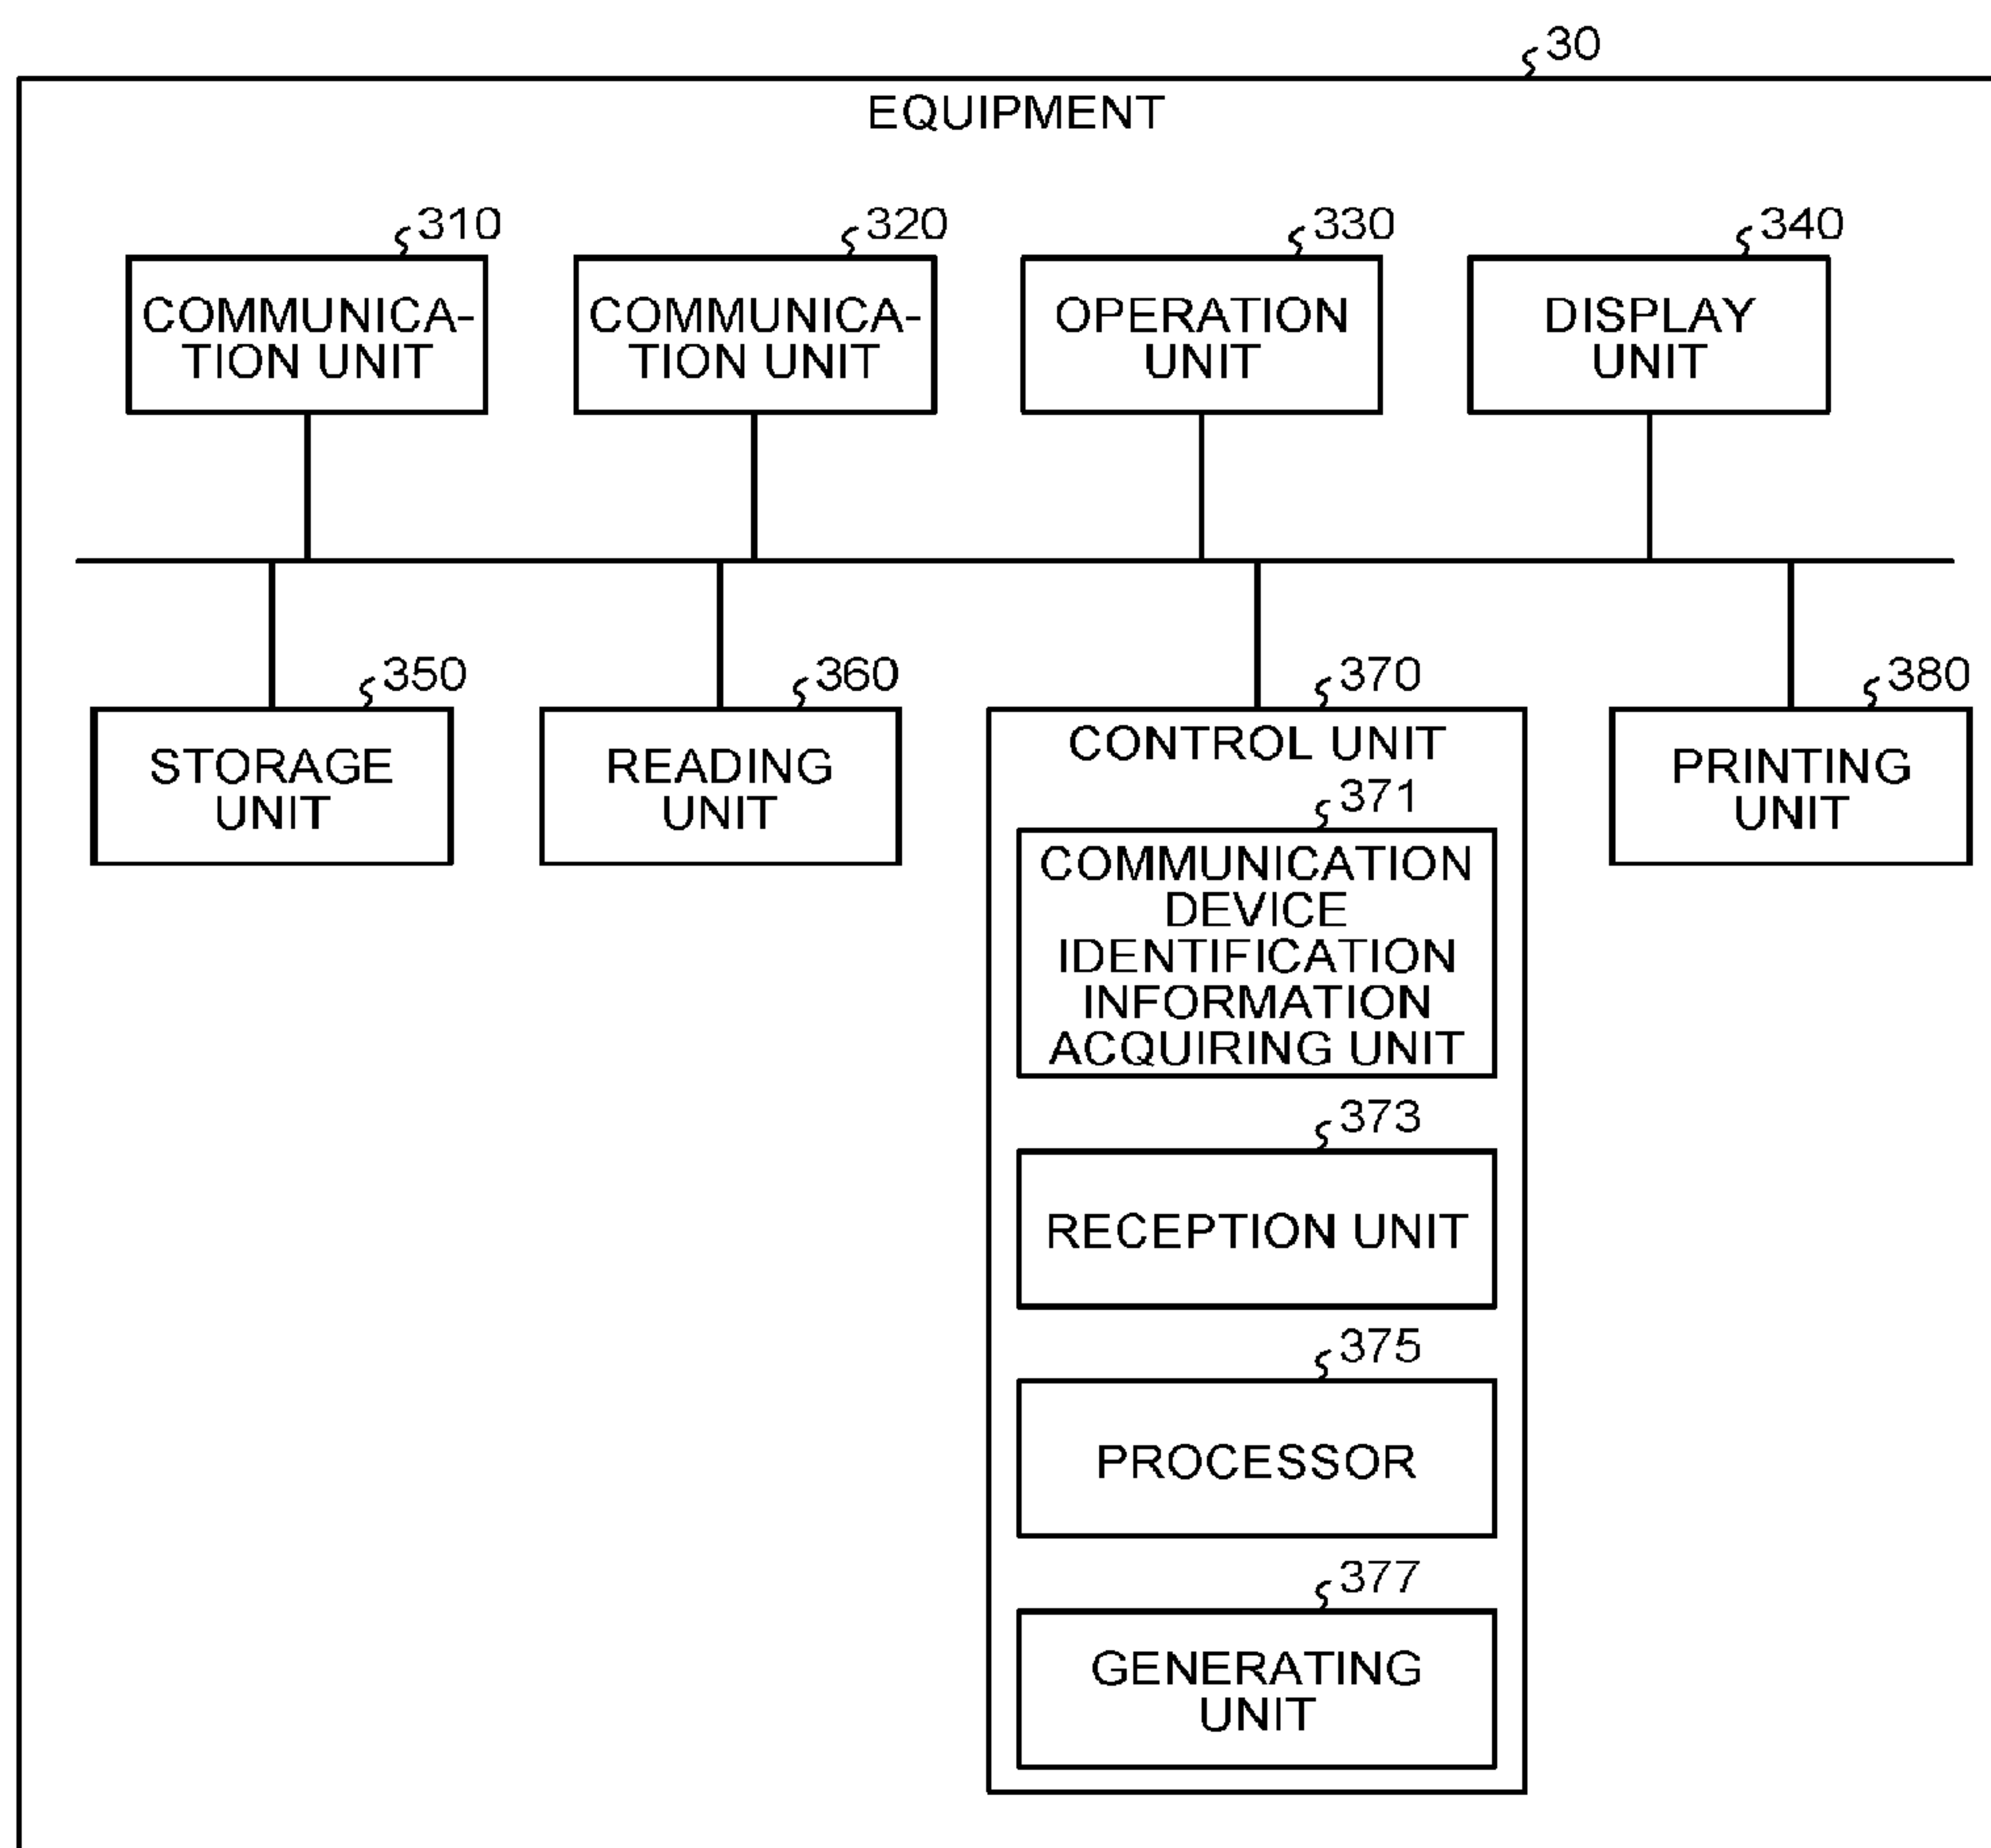 30
EQUIPMENT
310
320
330
340
COMMUNICA-
TION UNIT
COMMUNICA-
TION UNIT
OPERATION
UNIT
DISPLAY
UNIT
350
360
370
380
STORAGE
UNIT
READING
UNIT
CONTROL UNIT
PRINTING
UNIT
371
COMMUNICATION
DEVICE
IDENTIFICATION
INFORMATION
ACQUIRING UNIT
373
RECEPTION UNIT
375
PROCESSOR
377
GENERATING
UNIT